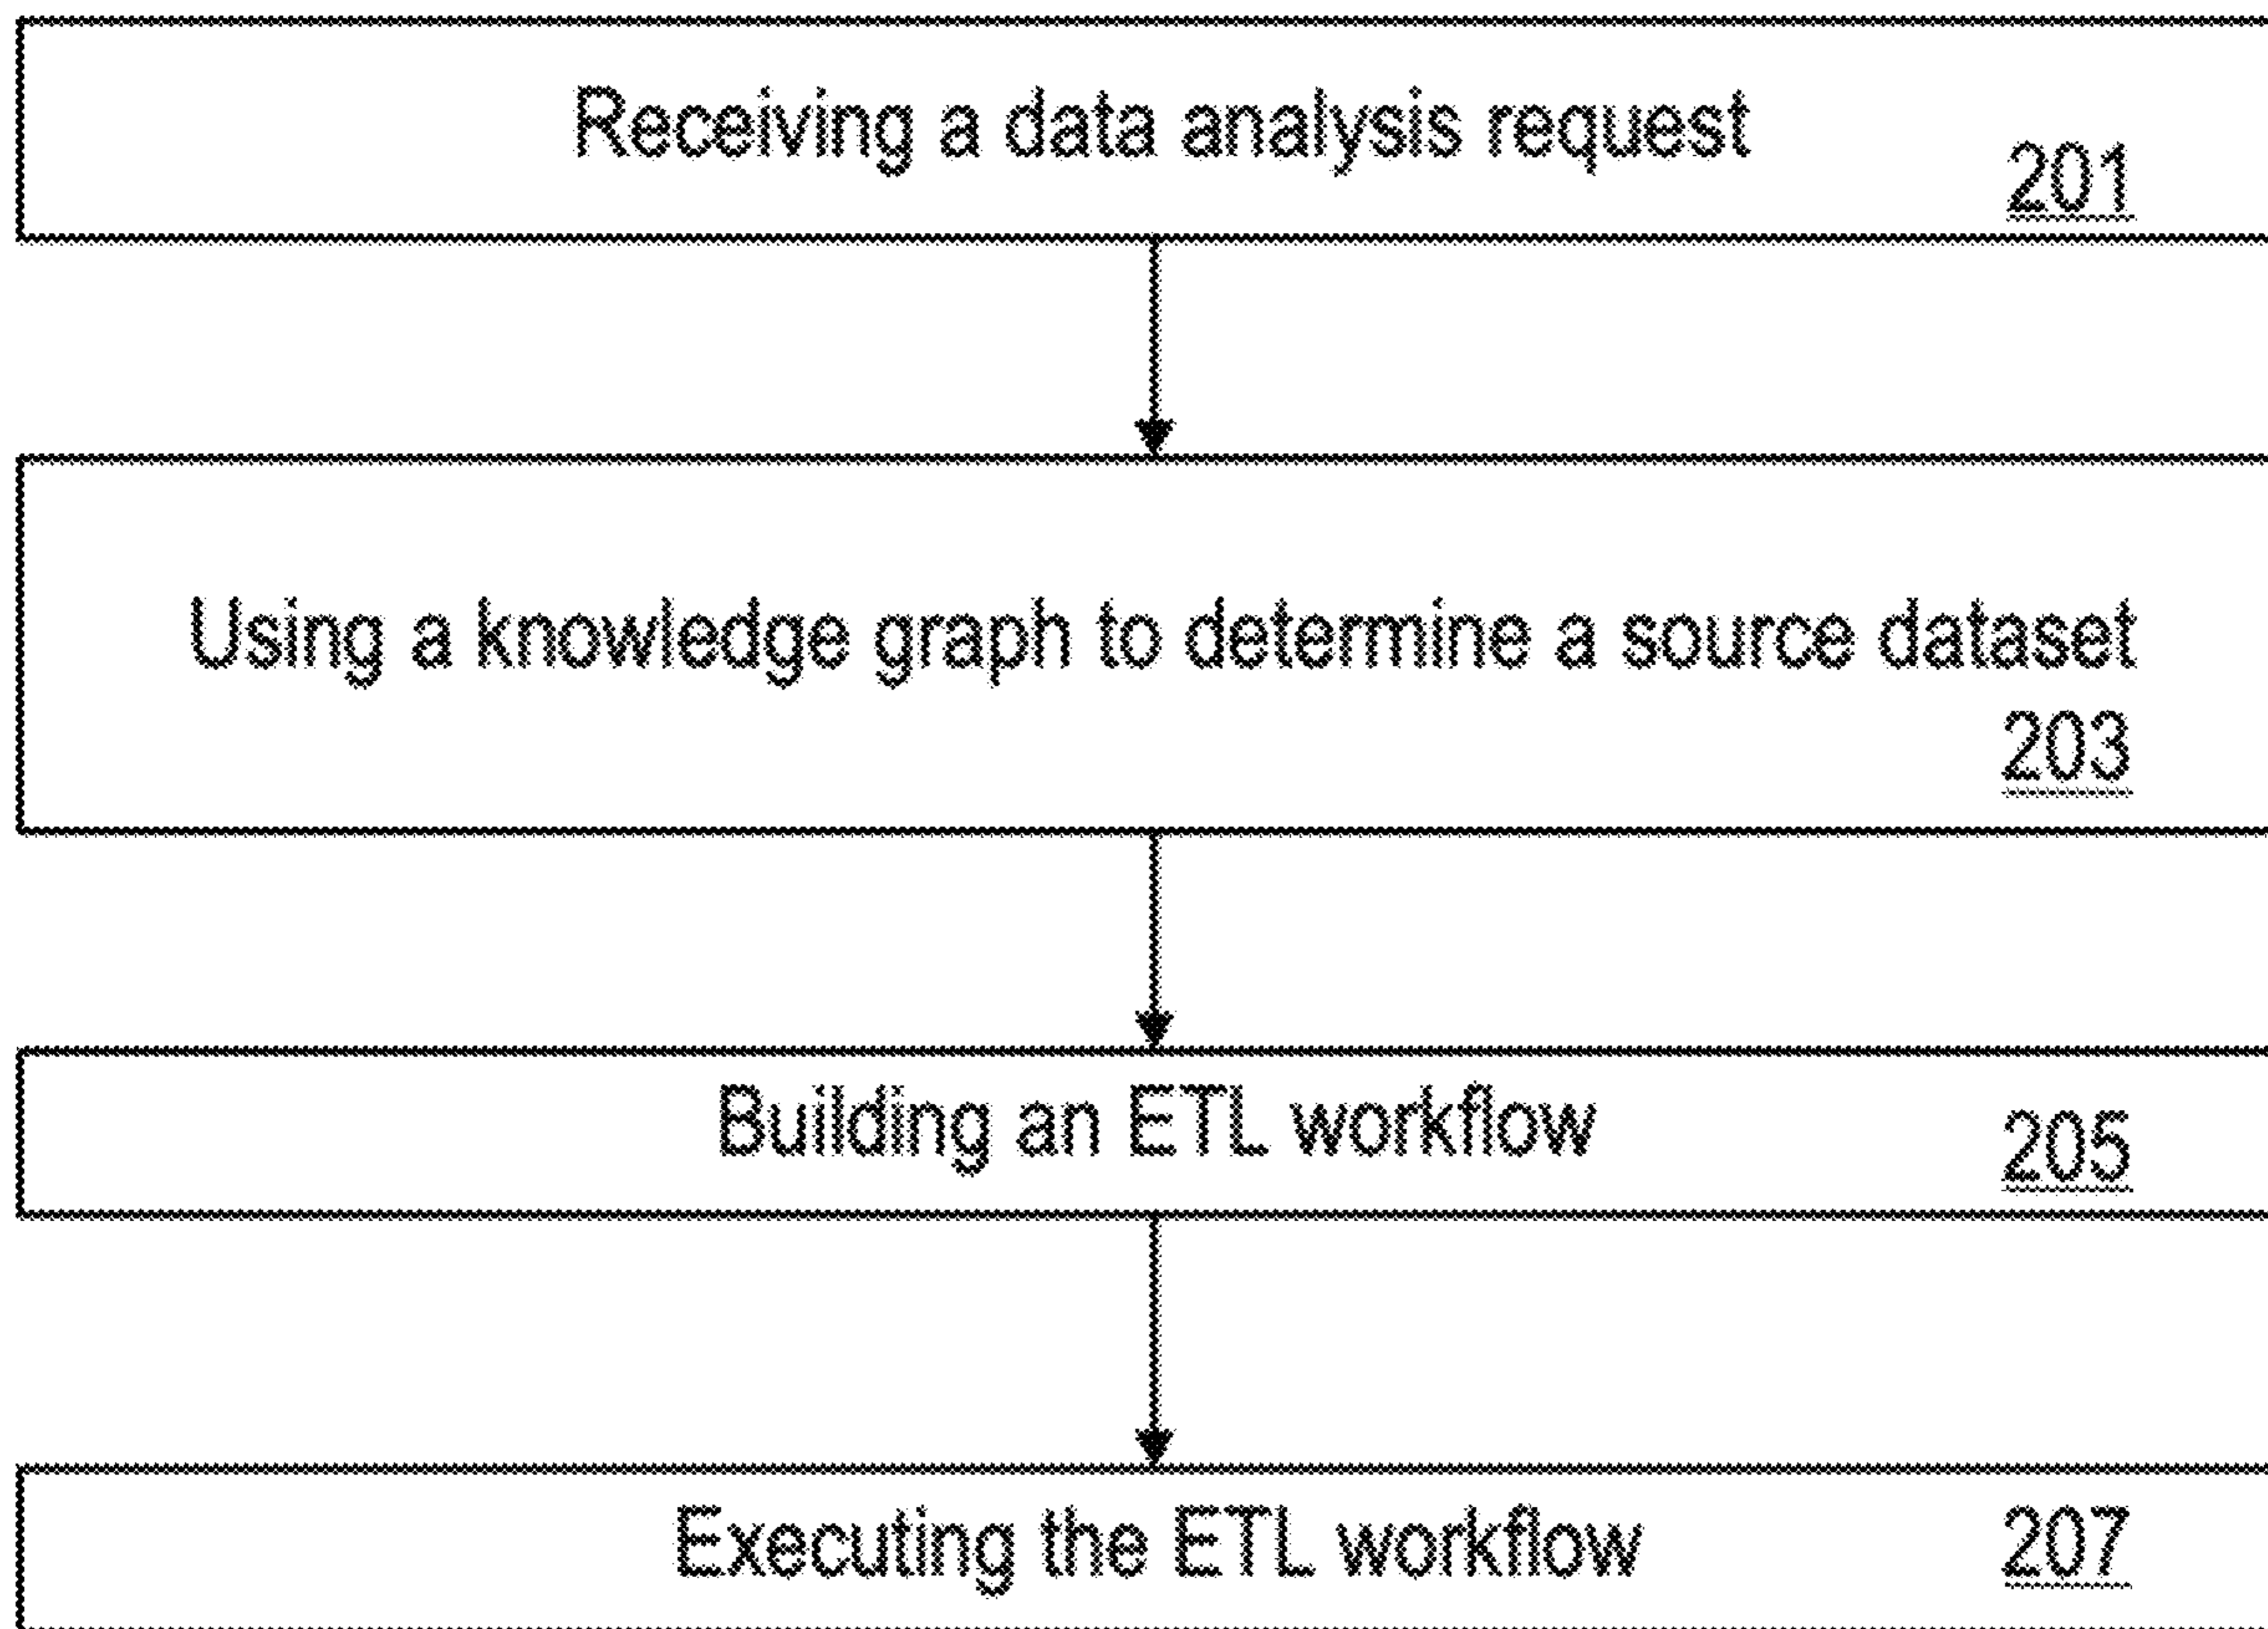 Receiving a data analysis request
201
Using a knowledge graph to determine a source dataset
203
Building an ETL workflow
205
Executing the ETL workflow
207